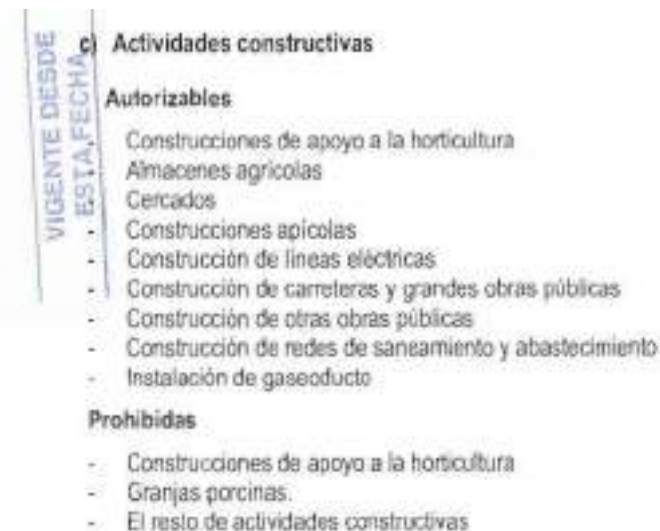 VIGENTE DESDE
ESTA FECHA
c) Actividades constructivas
Autorizables
Construcciones de apoyo a la horticultura
Almacenes agrícolas
Cercados
- Construcciones apícolas
- Construcción de líneas eléctricas
- Construcción de carreteras y grandes obras públicas
- Construcción de otras obras públicas
- Construcción de redes de saneamiento y abastecimiento
- Instalación de gaseoducto
Prohibidas
- Construcciones de apoyo a la horticultura
- Granjas porcinas.
- El resto de actividades constructivas